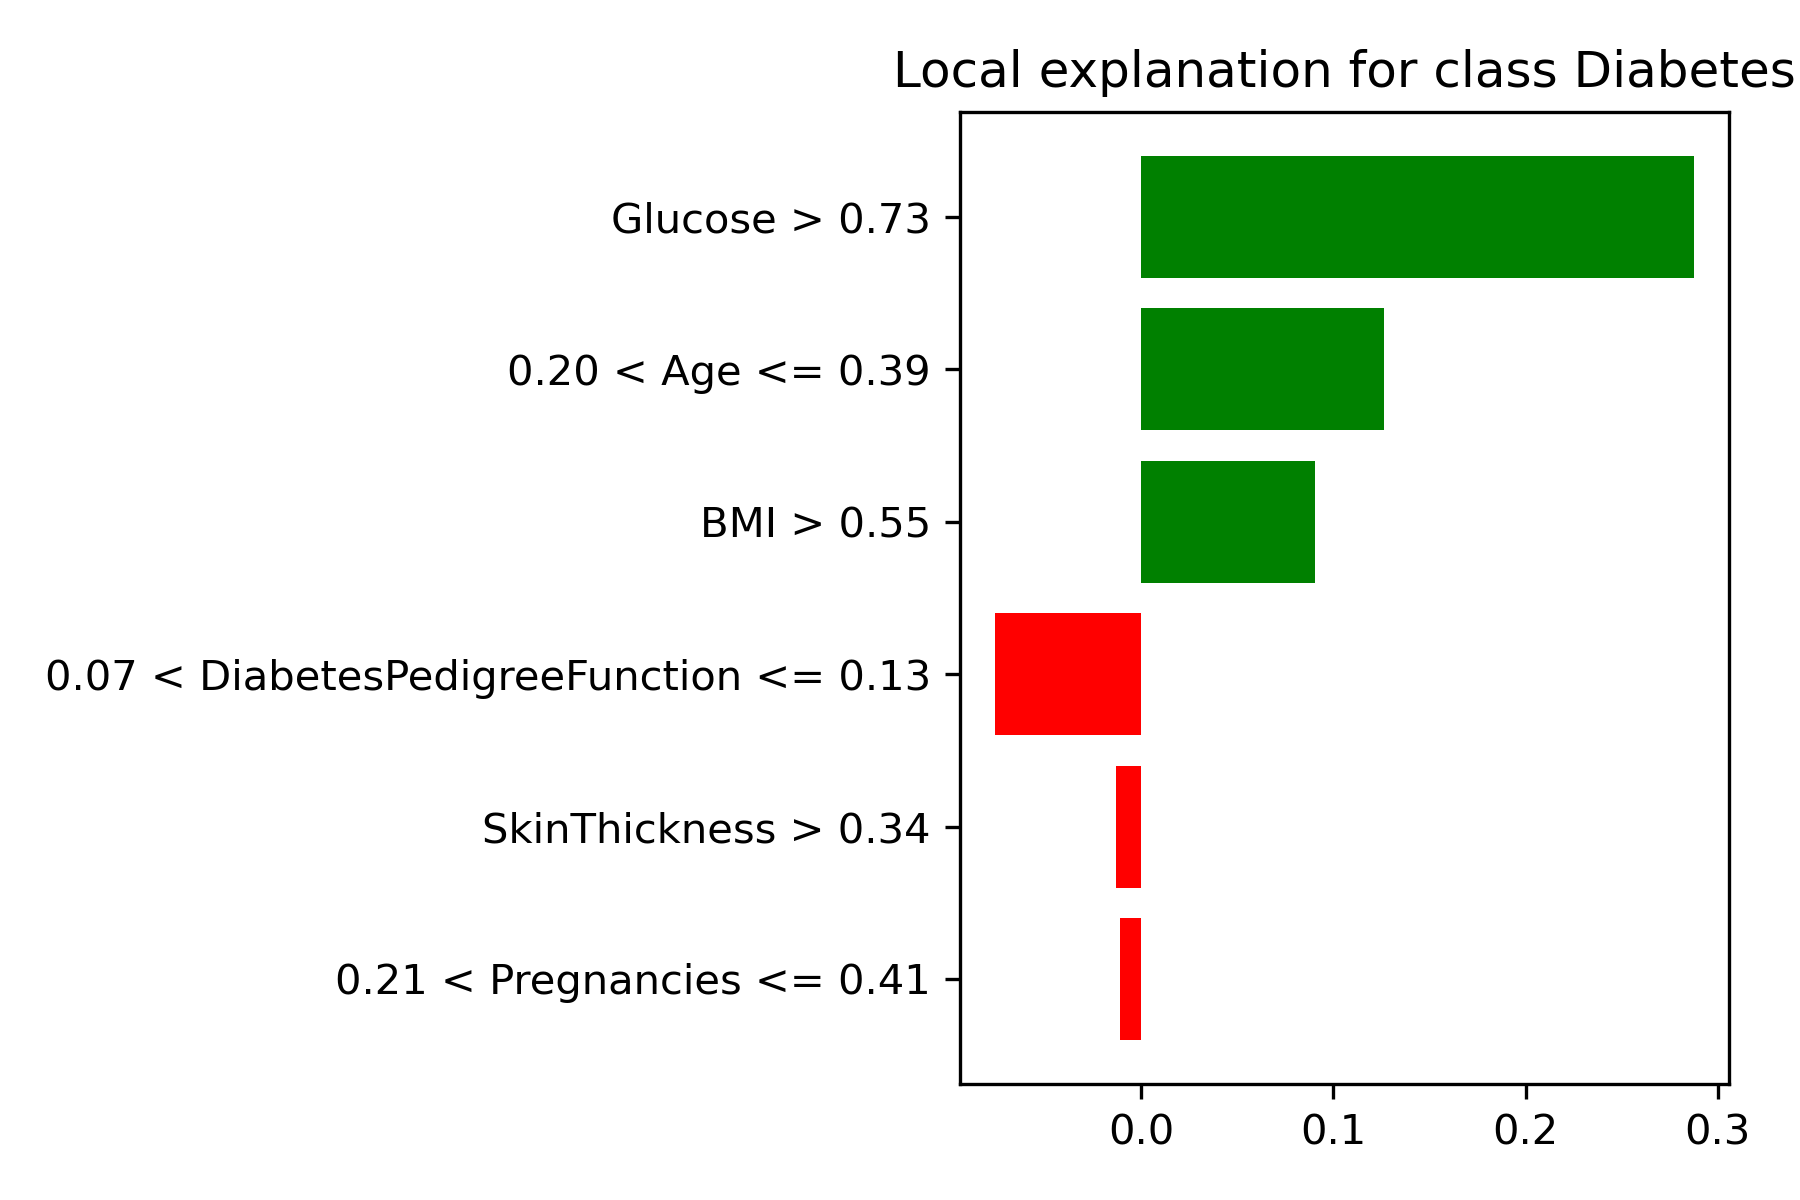 Local explanation for class Diabetes
Glucose > 0.73
0.20 < Age <= 0.39
BMI > 0.55
0.07 < DiabetesPedigreeFunction <= 0.13
SkinThickness > 0.34
0.21 < Pregnancies <= 0.41
0.0 0.1 0.2 0.3